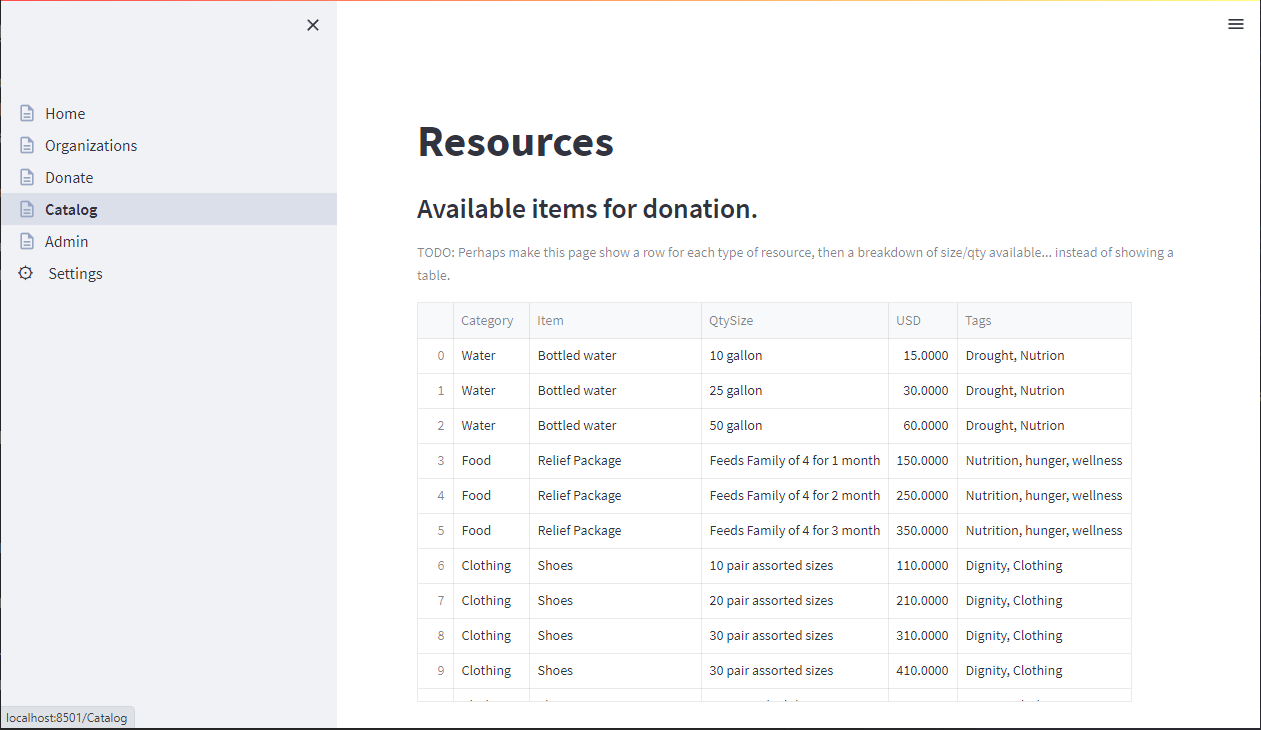 Home
Organizations
Donate
Catalog
Admin
Settings
Resources
Available items for donation.
TODO: Perhaps make this page show a row for each type of resource, then a breakdown of size/qty available... instead of showing a
table.
Category Item QtySize USD Tags
0 Water Bottled water 10 gallon 15.0000 Drought, Nutrion
1 Water Bottled water 25 gallon 30.0000 Drought, Nutrion
2 Water Bottled water 50 gallon 60.0000 Drought, Nutrion
3 Food Relief Package Feeds Family of 4 for 1 month 150.0000 Nutrition, hunger, wellness
4 Food Relief Package Feeds Family of 4 for 2 month 250.0000 Nutrition, hunger, wellness
5 Food Relief Package Feeds Family of 4 for 3 month 350.0000 Nutrition, hunger, wellness
6 Clothing Shoes 10 pair assorted sizes 110.0000 Dignity, Clothing
7 Clothing Shoes 20 pair assorted sizes 210.0000 Dignity, Clothing
8 Clothing Shoes 30 pair assorted sizes 310.0000 Dignity, Clothing
9 Clothing Shoes 30 pair assorted sizes 410.0000 Dignity, Clothing
localhost:8501/Catalog